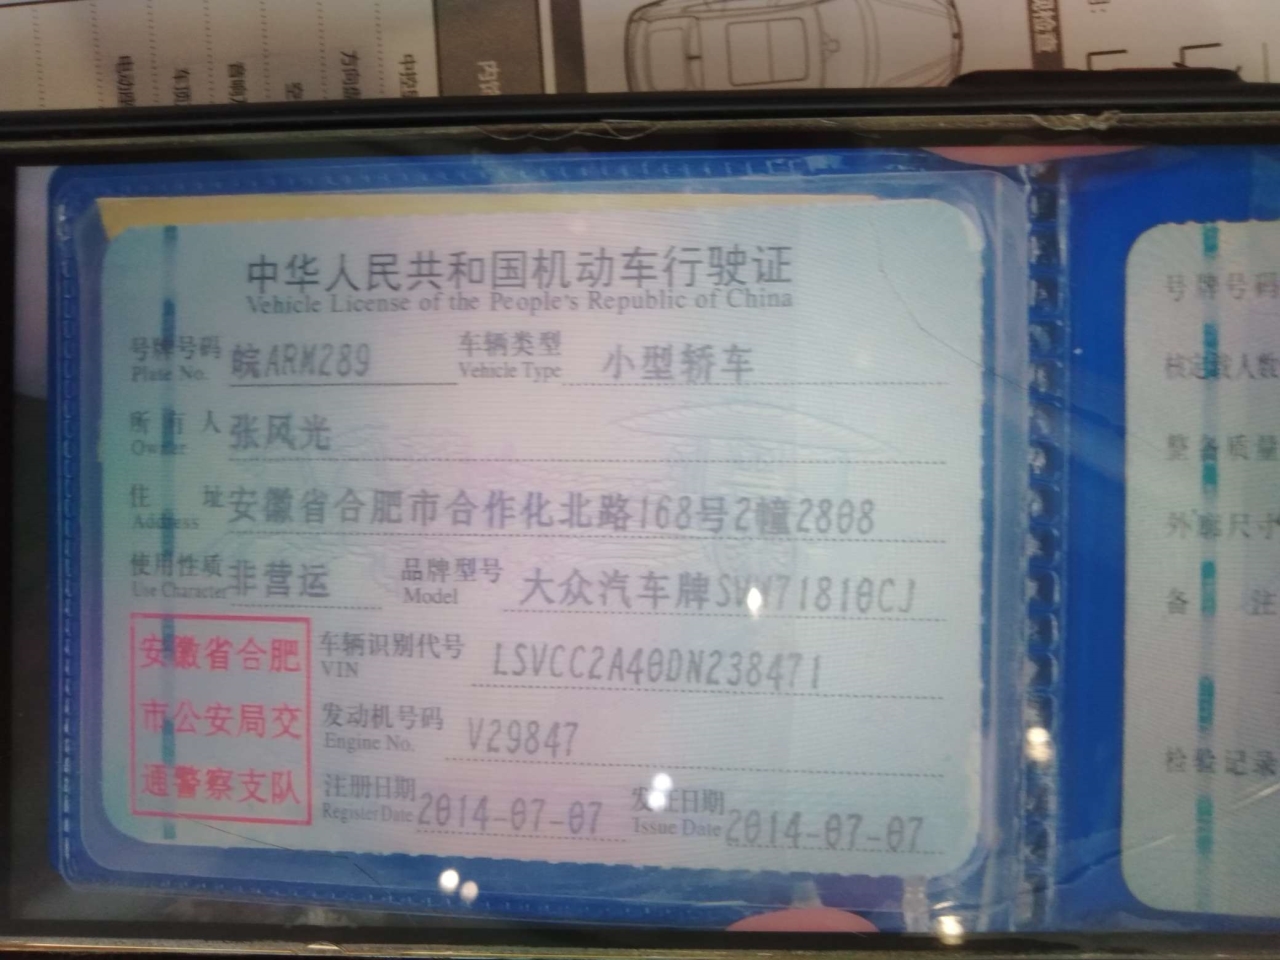 中华人民共和国机动车行驶证
Vehicle License of the People's Republic of China
号牌号码 皖ARM289 车辆类型 小型轿车
Plate No. Vehicle Type
所有人 张风光
Owner
住址 安徽省合肥市合作化北路168号2幢2808
Address
使用性质 非营运 品牌型号 大众汽车牌SVW71810CJ
Use Character Model
安徽省合肥
市公安局交
通警察支队
车辆识别代号 LSVCC2A40DN238471
VIN
发动机号码 V29847
Engine No.
注册日期 2014-07-07 发证日期 2014-07-07
Register Date Issue Date
号牌号码
核定载人数
整备质量
外廓尺寸
备注
检验记录